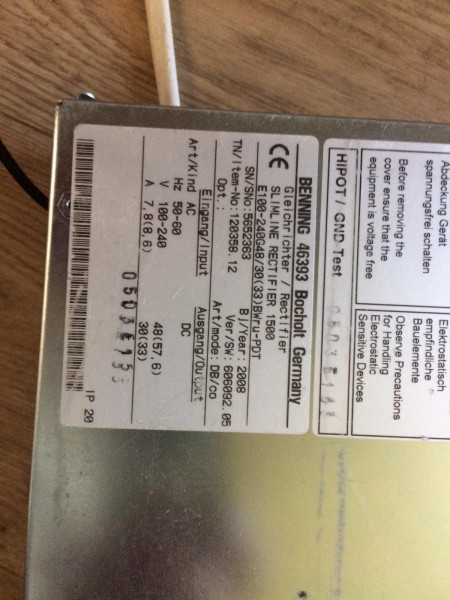 BENNING 46393 Bocholt Germany
CE
Gleichrichter / Rectifier
SLIMLINE RECTIFIER 1500
E100-240G48/30(33)BWru-PDT
SN/SNo:5652363 BJ/year: 2008
TN/Item-No:120359.12 Ver/SW: 606092.05
Opt.: Art/mode: DB/co
Eingang/Input Ausgang/Output
Art/Kind AC DC
Hz 50-60
V 100-240 48(57,6)
A 7,8(8,6) 30(33)
IP 20
HIPOT / GND-Test
Abdeckung Gerät
spannungsfrei schalten
Before removing the
cover ensure that the
equipment is voltage free
Elektrostatisch
empfindliche
Bauelemente
Observe Precautions
for Handling
Electrostatic
Sensitive Devices